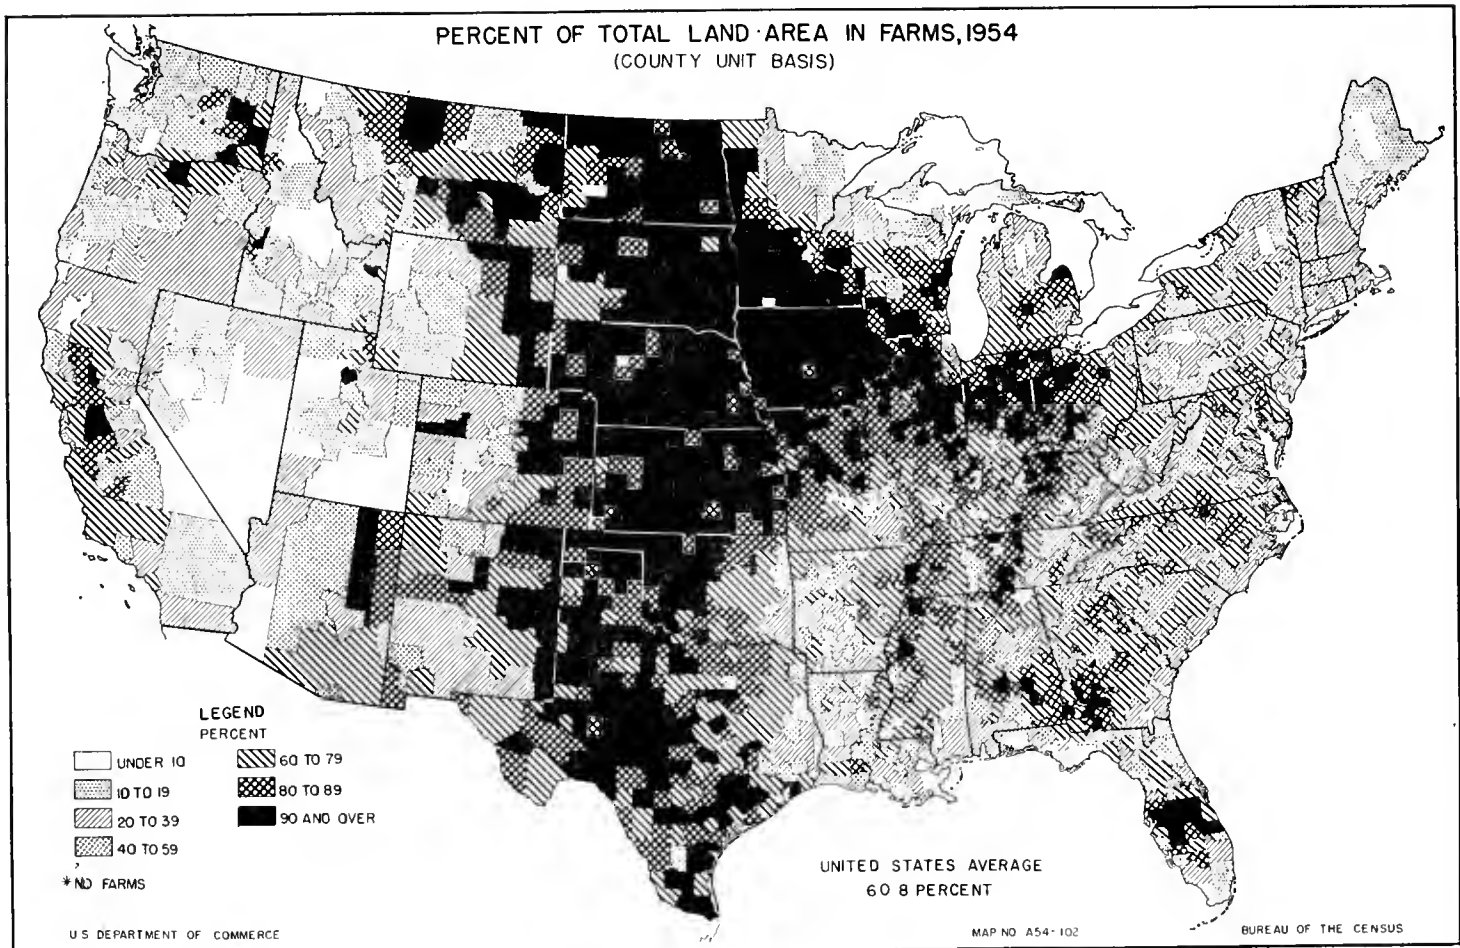 PERCENT OF TOTAL LAND AREA IN FARMS, 1954
(COUNTY UNIT BASIS)
LEGEND
PERCENT
UNDER 10
10 TO 19
20 TO 39
40 TO 59
60 TO 79
80 TO 89
90 AND OVER
* NO FARMS
UNITED STATES AVERAGE
60 8 PERCENT
U S DEPARTMENT OF COMMERCE
MAP NO A54-102
BUREAU OF THE CENSUS